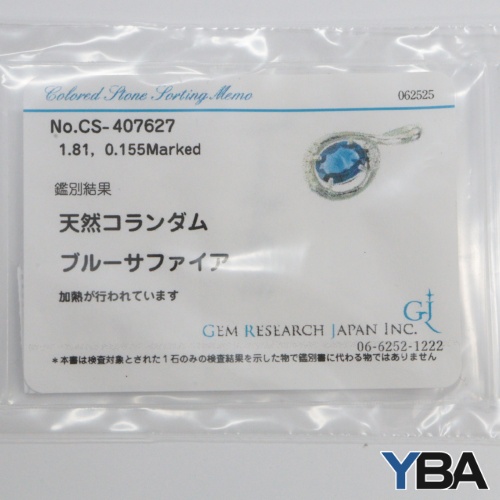 Colored Stone Sorting Memo
062525
No.CS-407627
1.81, 0.155Marked
鑑別結果
天然コランダム
ブルーサファイア
加熱が行われています
GJ
GEM RESEARCH JAPAN INC.
06-6252-1222
*本書は検査対象とされた1石のみの検査結果を示した物で鑑別書に代わる物ではありません
YBA